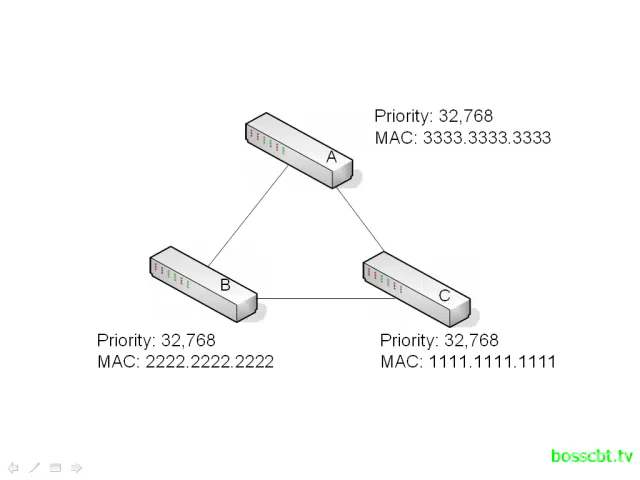 Priority: 32,768
MAC: 3333.3333.3333
A
B
C
Priority: 32,768
MAC: 2222.2222.2222
Priority: 32,768
MAC: 1111.1111.1111
bosscbt.tv